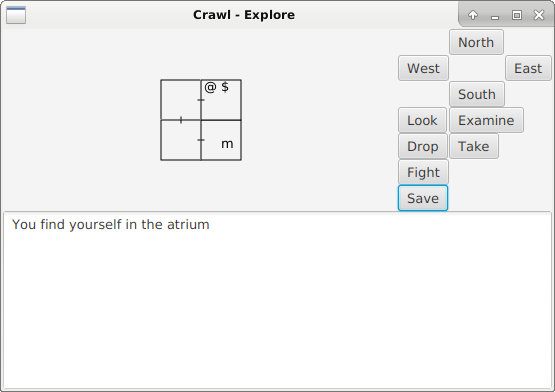 Crawl - Explore
North
West East
South
@ $
m
Look Examine
Drop Take
Fight
Save
You find yourself in the atrium